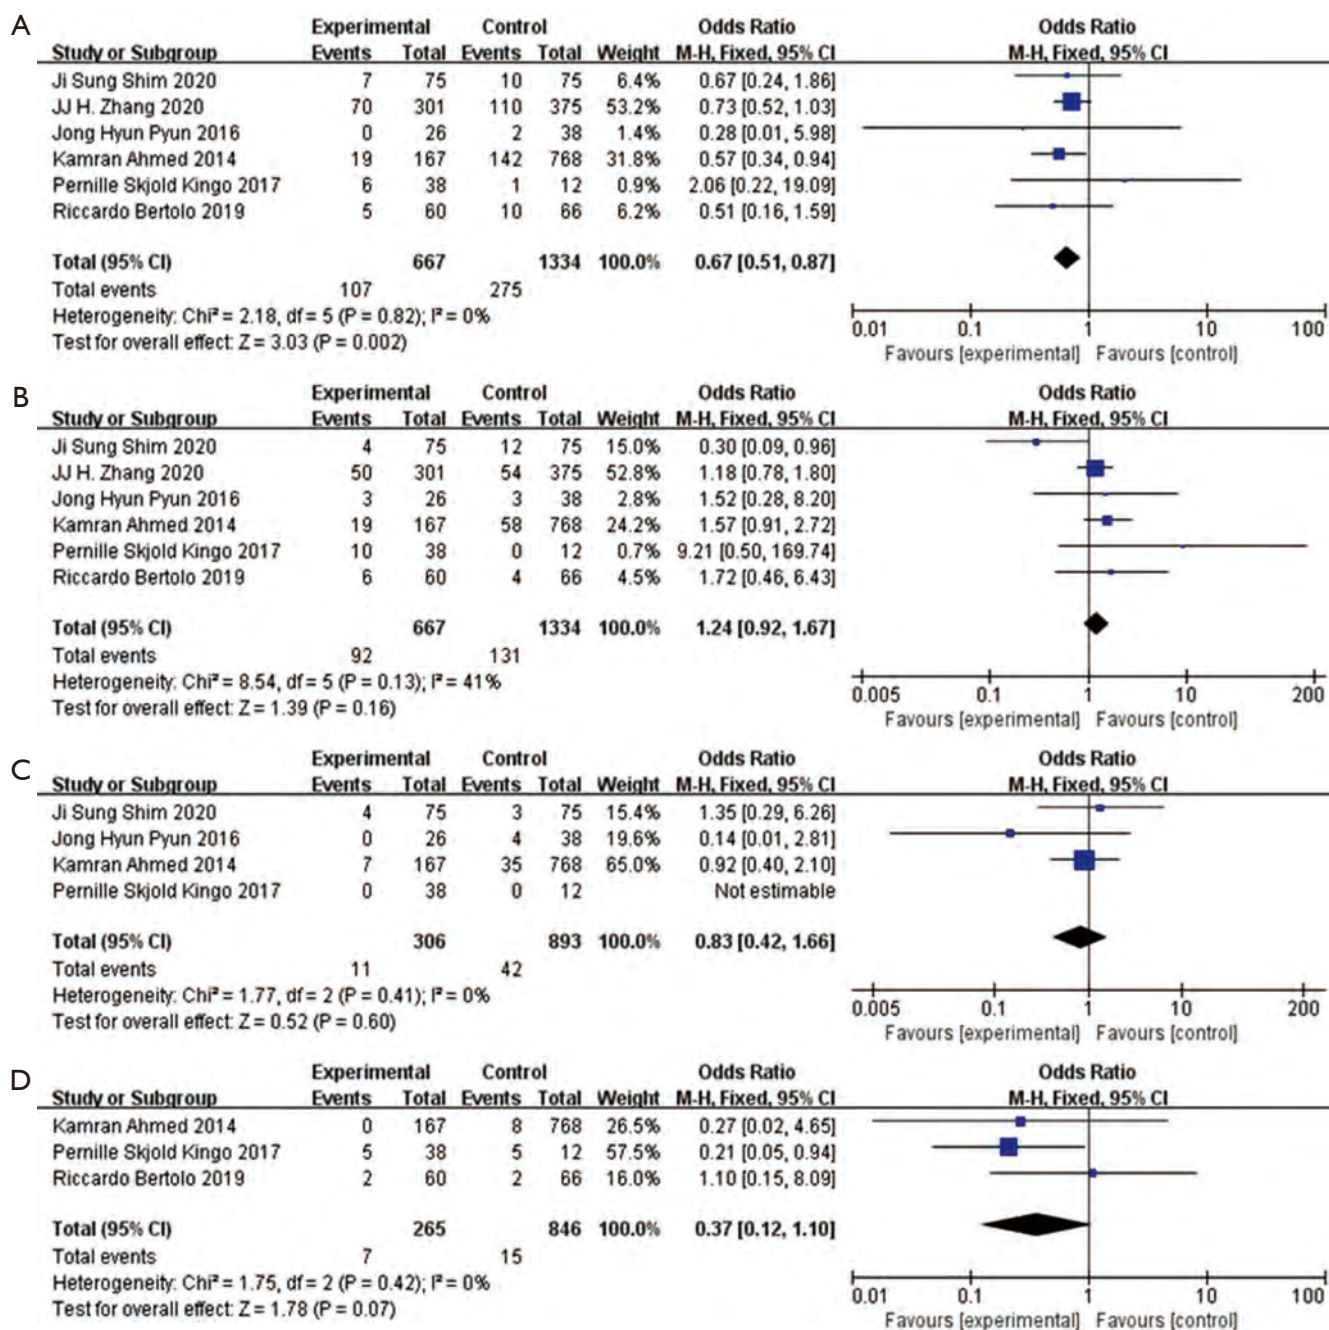 A
Experimental Control Odds Ratio Odds Ratio
Study or Subgroup Events Total Events Total Weight M-H, Fixed, 95% CI M-H, Fixed, 95% CI
Ji Sung Shim 2020 7 75 10 75 6.4% 0.67 [0.24, 1.86]
JJ H. Zhang 2020 70 301 110 375 53.2% 0.73 [0.52, 1.03]
Jong Hyun Pyun 2016 0 26 2 38 1.4% 0.28 [0.01, 5.98]
Kamran Ahmed 2014 19 167 142 768 31.8% 0.57 [0.34, 0.94]
Pernille Skjold Kingo 2017 6 38 1 12 0.9% 2.06 [0.22, 19.09]
Riccardo Bertolo 2019 5 60 10 66 6.2% 0.51 [0.16, 1.59]
Total (95% CI) 667 1334 100.0% 0.67 [0.51, 0.87]
Total events 107 275
Heterogeneity: Chi² = 2.18, df = 5 (P = 0.82); I² = 0%
Test for overall effect: Z = 3.03 (P = 0.002)
0.01 0.1 1 10 100
Favours [experimental] Favours [control]
B
Experimental Control Odds Ratio Odds Ratio
Study or Subgroup Events Total Events Total Weight M-H, Fixed, 95% CI M-H, Fixed, 95% CI
Ji Sung Shim 2020 4 75 12 75 15.0% 0.30 [0.09, 0.96]
JJ H. Zhang 2020 50 301 54 375 52.8% 1.18 [0.78, 1.80]
Jong Hyun Pyun 2016 3 26 3 38 2.8% 1.52 [0.28, 8.20]
Kamran Ahmed 2014 19 167 58 768 24.2% 1.57 [0.91, 2.72]
Pernille Skjold Kingo 2017 10 38 0 12 0.7% 9.21 [0.50, 169.74]
Riccardo Bertolo 2019 6 60 4 66 4.5% 1.72 [0.46, 6.43]
Total (95% CI) 667 1334 100.0% 1.24 [0.92, 1.67]
Total events 92 131
Heterogeneity: Chi² = 8.54, df = 5 (P = 0.13); I² = 41%
Test for overall effect: Z = 1.39 (P = 0.16)
0.005 0.1 1 10 200
Favours [experimental] Favours [control]
C
Experimental Control Odds Ratio Odds Ratio
Study or Subgroup Events Total Events Total Weight M-H, Fixed, 95% CI M-H, Fixed, 95% CI
Ji Sung Shim 2020 4 75 3 75 15.4% 1.35 [0.29, 6.26]
Jong Hyun Pyun 2016 0 26 4 38 19.6% 0.14 [0.01, 2.81]
Kamran Ahmed 2014 7 167 35 768 65.0% 0.92 [0.40, 2.10]
Pernille Skjold Kingo 2017 0 38 0 12 Not estimable
Total (95% CI) 306 893 100.0% 0.83 [0.42, 1.66]
Total events 11 42
Heterogeneity: Chi² = 1.77, df = 2 (P = 0.41); I² = 0%
Test for overall effect: Z = 0.52 (P = 0.60)
0.005 0.1 1 10 200
Favours [experimental] Favours [control]
D
Experimental Control Odds Ratio Odds Ratio
Study or Subgroup Events Total Events Total Weight M-H, Fixed, 95% CI M-H, Fixed, 95% CI
Kamran Ahmed 2014 0 167 8 768 26.5% 0.27 [0.02, 4.65]
Pernille Skjold Kingo 2017 5 38 5 12 57.5% 0.21 [0.05, 0.94]
Riccardo Bertolo 2019 2 60 2 66 16.0% 1.10 [0.15, 8.09]
Total (95% CI) 265 846 100.0% 0.37 [0.12, 1.10]
Total events 7 15
Heterogeneity: Chi² = 1.75, df = 2 (P = 0.42); I² = 0%
Test for overall effect: Z = 1.78 (P = 0.07)
0.01 0.1 1 10 100
Favours [experimental] Favours [control]